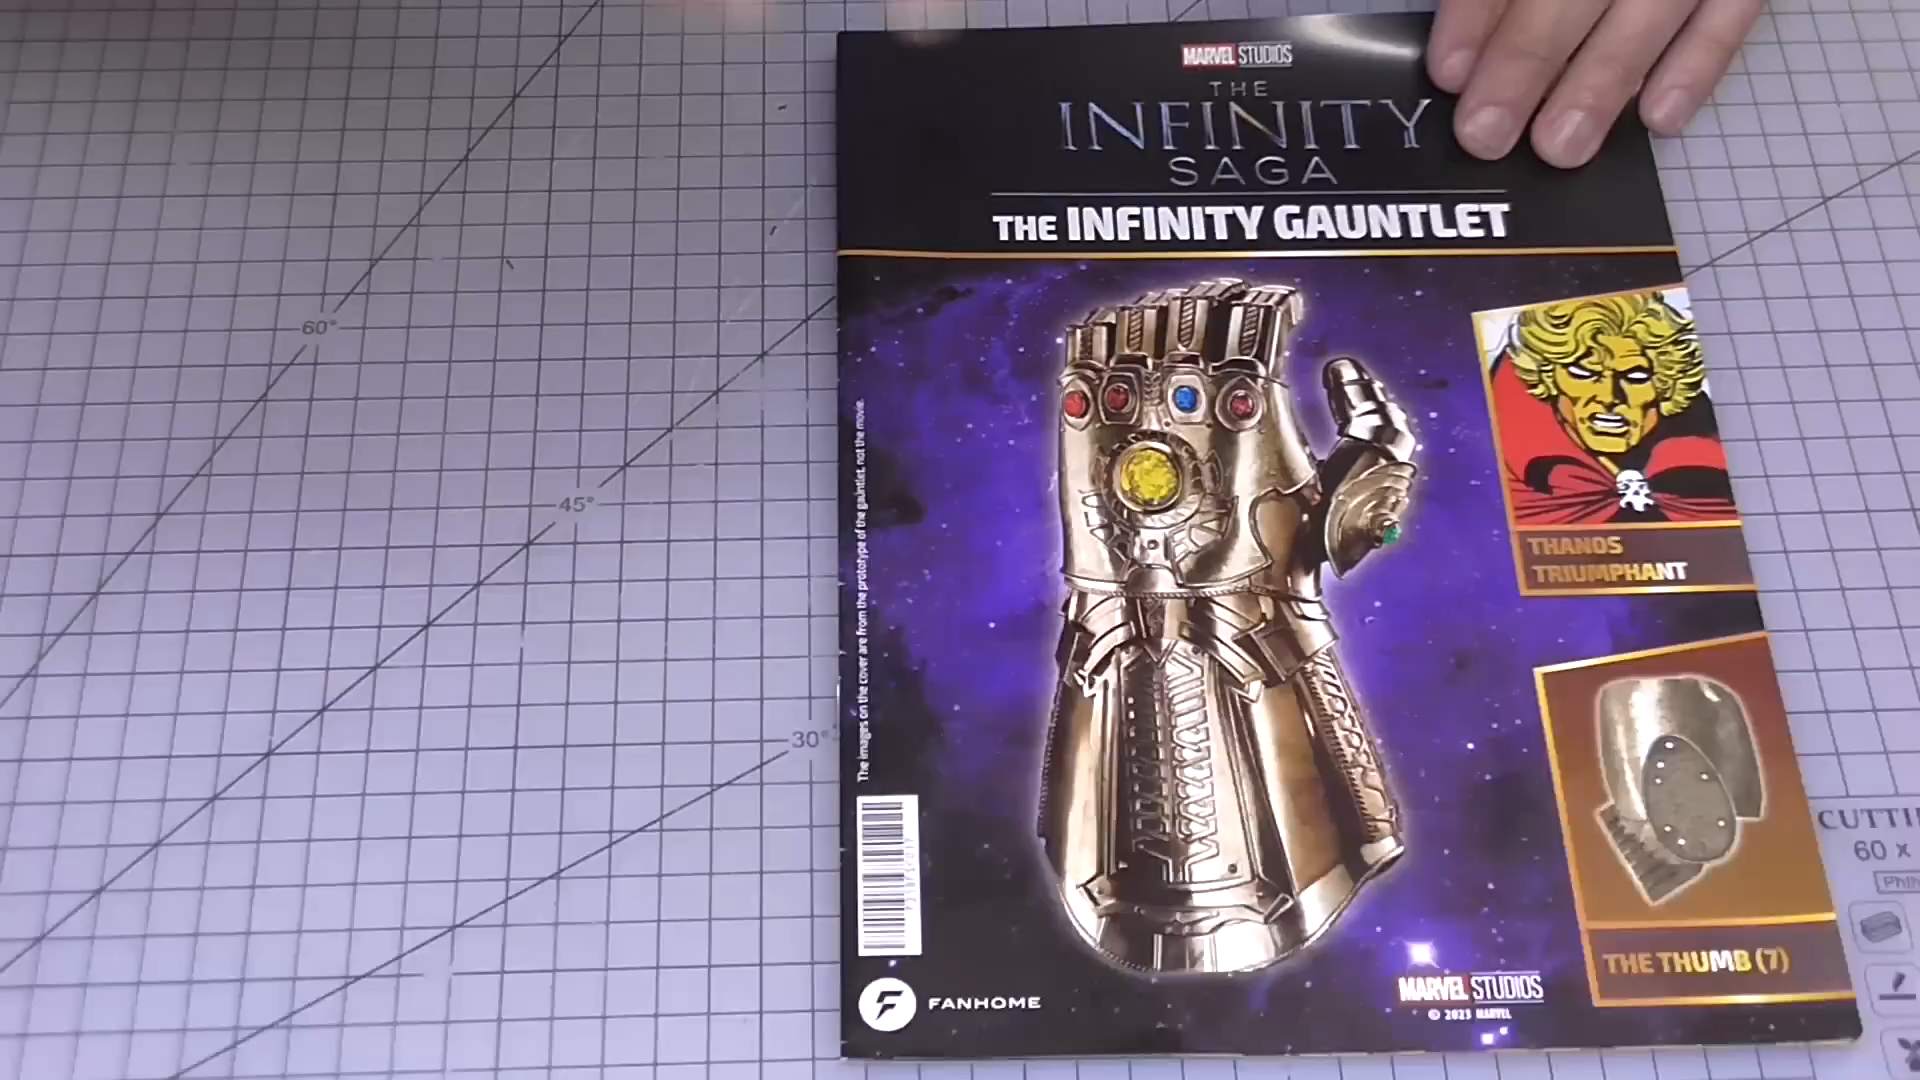 MARVEL STUDIOS
THE
INFINITY
SAGA
THE INFINITY GAUNTLET
60°
45°
30°
The images on the cover are from the prototype of the gauntlet, not the movie.
THANOS
TRIUMPHANT
THE THUMB (7)
MARVEL STUDIOS
© 2023 MARVEL
FANHOME
60 x